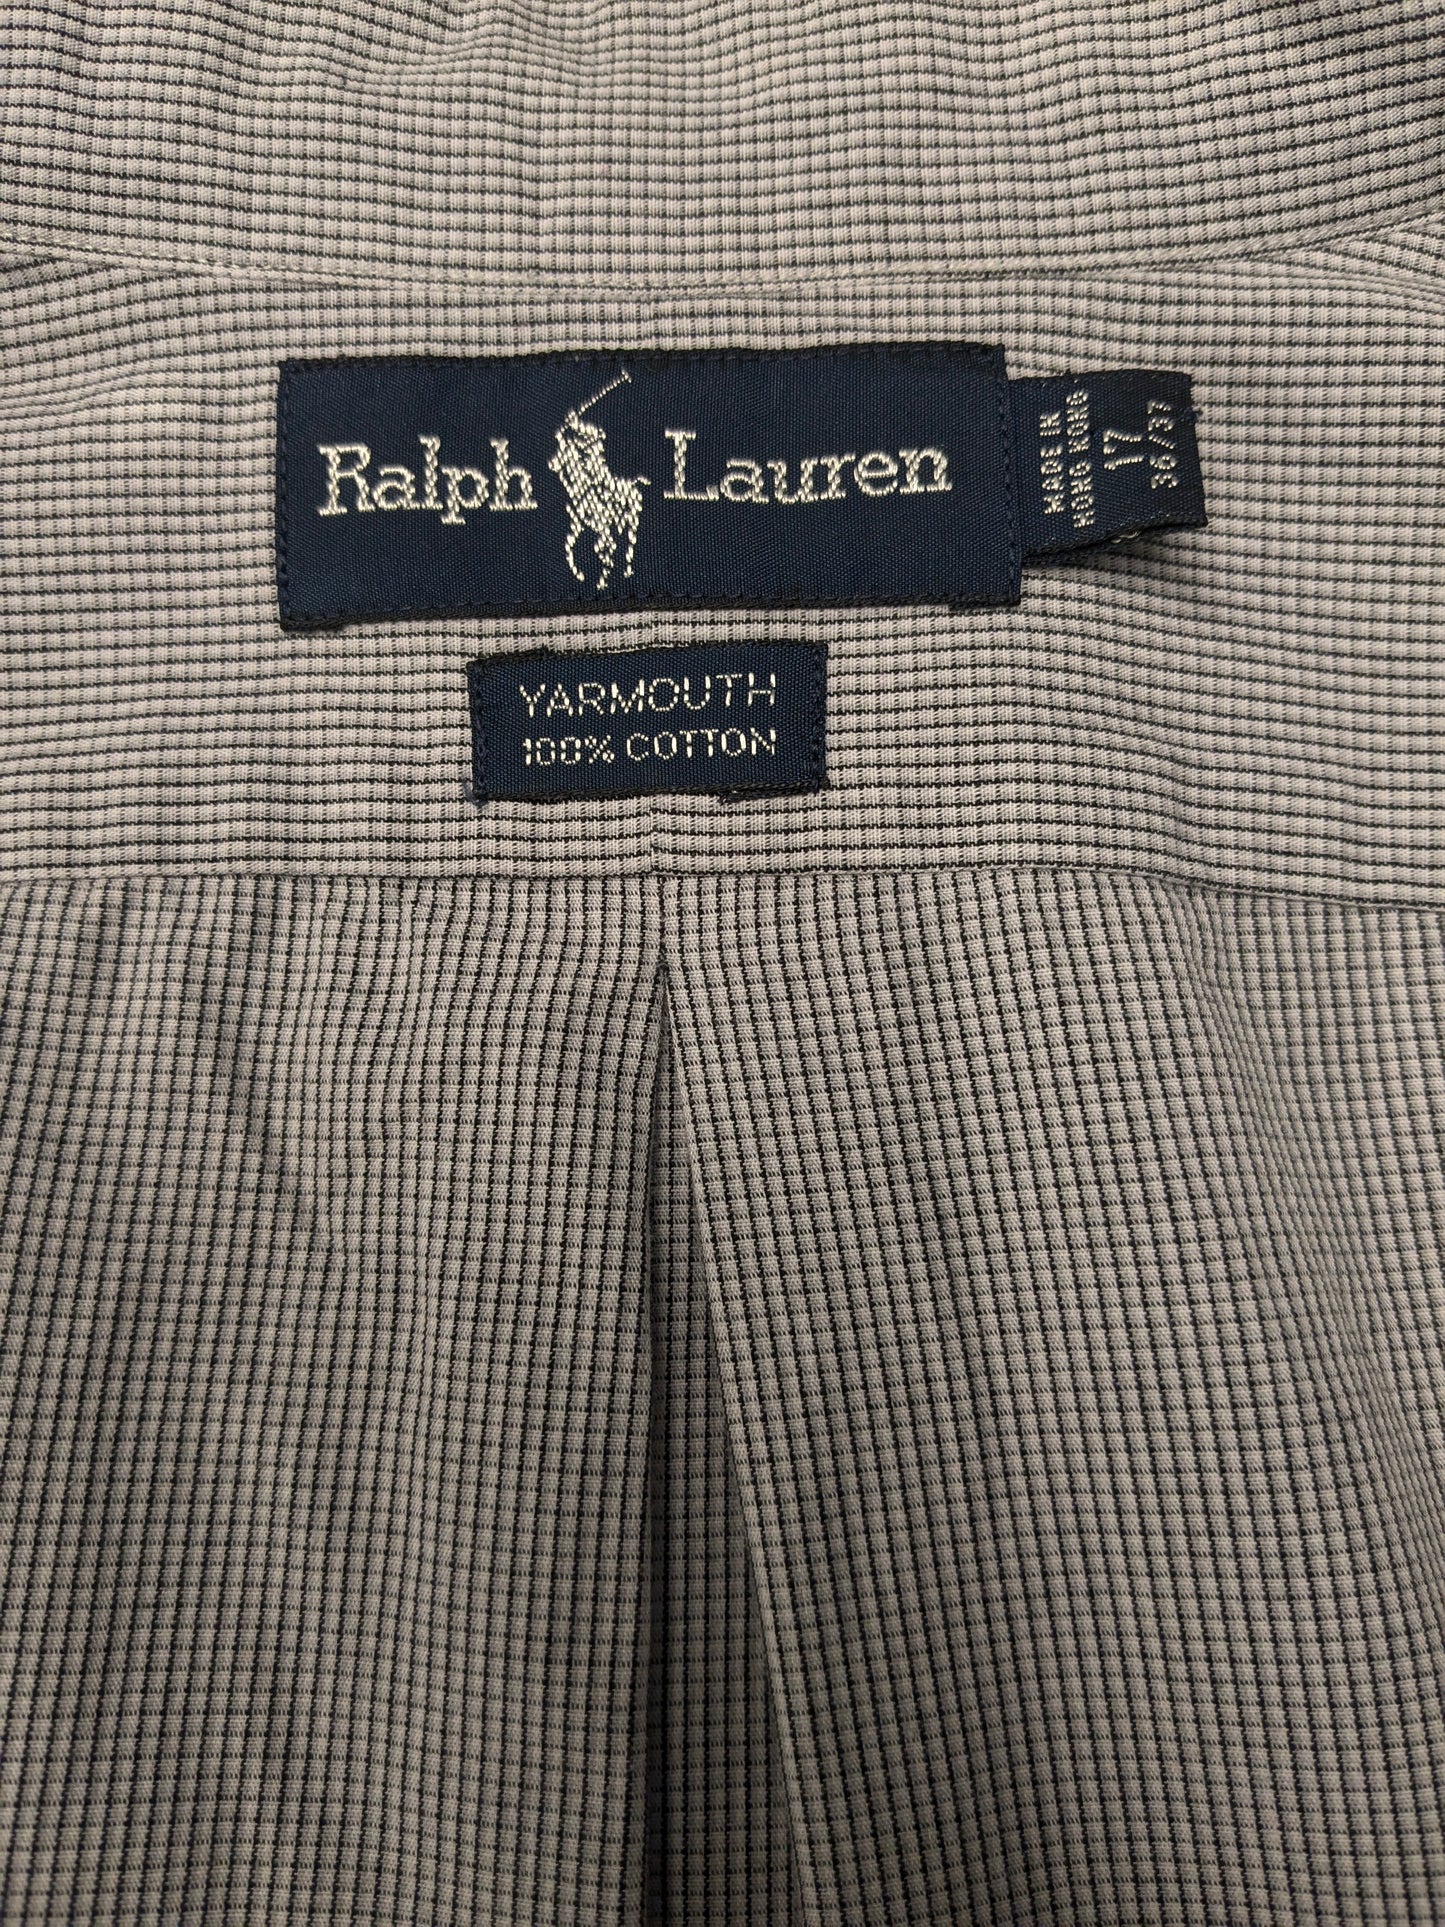 Ralph Lauren
MADE IN
HONG KONG
17
36/37
YARMOUTH
100% COTTON